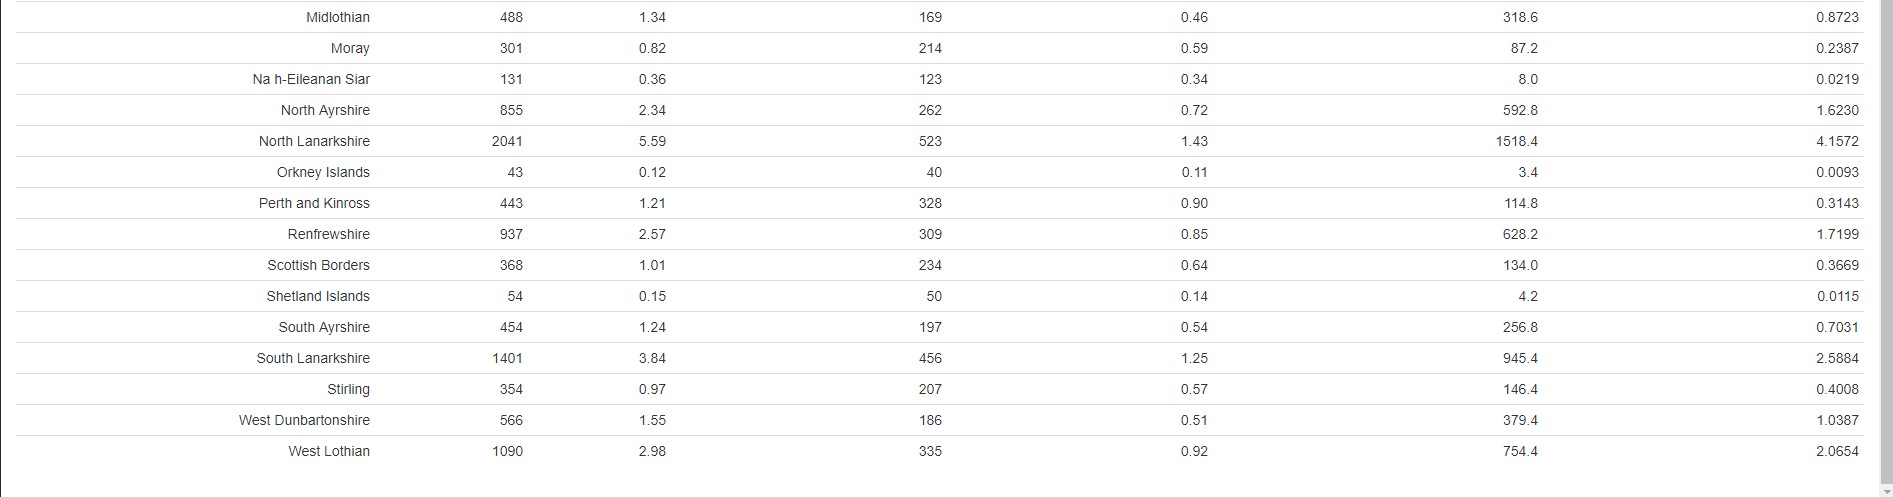 Midlothian 488 1.34 169 0.46 318.6 0.8723
Moray 301 0.82 214 0.59 87.2 0.2387
Na h-Eileanan Siar 131 0.36 123 0.34 8.0 0.0219
North Ayrshire 855 2.34 262 0.72 592.8 1.6230
North Lanarkshire 2041 5.59 523 1.43 1518.4 4.1572
Orkney Islands 43 0.12 40 0.11 3.4 0.0093
Perth and Kinross 443 1.21 328 0.90 114.8 0.3143
Renfrewshire 937 2.57 309 0.85 628.2 1.7199
Scottish Borders 368 1.01 234 0.64 134.0 0.3669
Shetland Islands 54 0.15 50 0.14 4.2 0.0115
South Ayrshire 454 1.24 197 0.54 256.8 0.7031
South Lanarkshire 1401 3.84 456 1.25 945.4 2.5884
Stirling 354 0.97 207 0.57 146.4 0.4008
West Dunbartonshire 566 1.55 186 0.51 379.4 1.0387
West Lothian 1090 2.98 335 0.92 754.4 2.0654